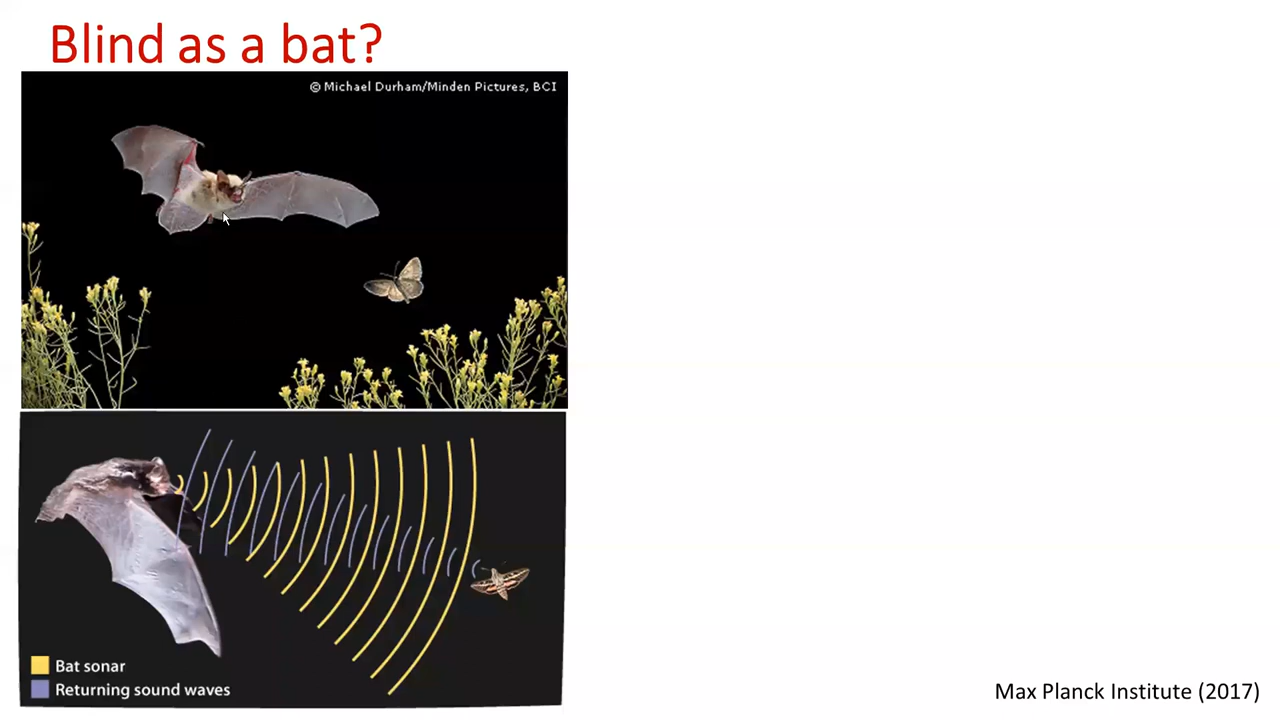 Blind as a bat?
© Michael Durham/Minden Pictures, BCI
Bat sonar
Returning sound waves
Max Planck Institute (2017)